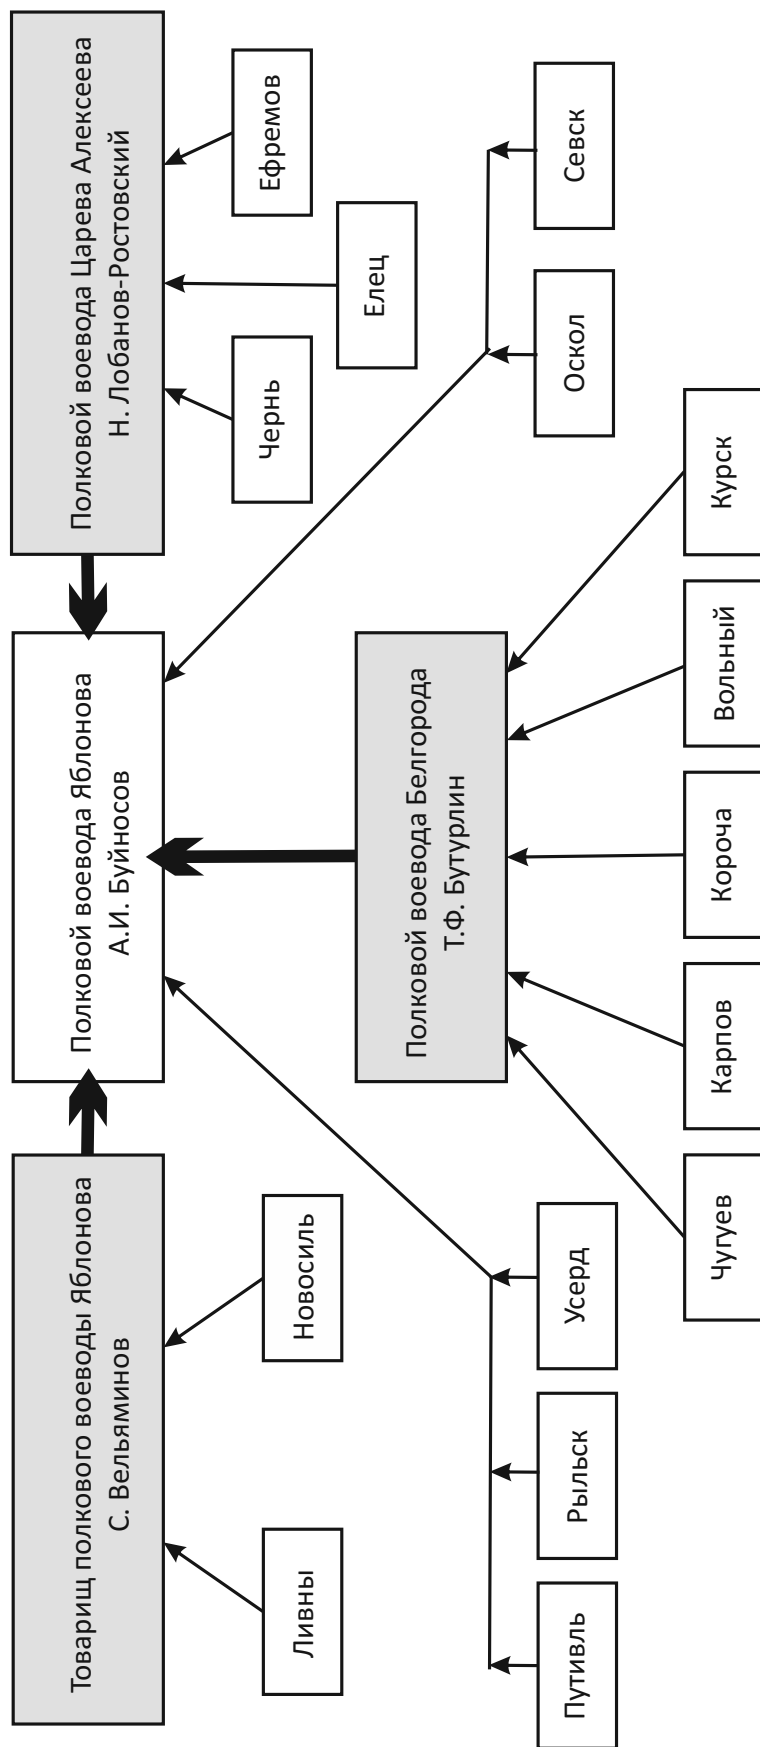 Товарищ полкового воеводы Яблонова
С. Вельяминов
Полковой воевода Яблонова
А.И. Буйносов
Полковой воевода Царева Алексеева
Н. Лобанов-Ростовский
Ливны
Новосиль
Чернь
Елец
Ефремов
Полковой воевода Белгорода
Т.Ф. Бутурлин
Путивль
Рыльск
Усерд
Оскол
Севск
Чугуев
Карпов
Короча
Вольный
Курск